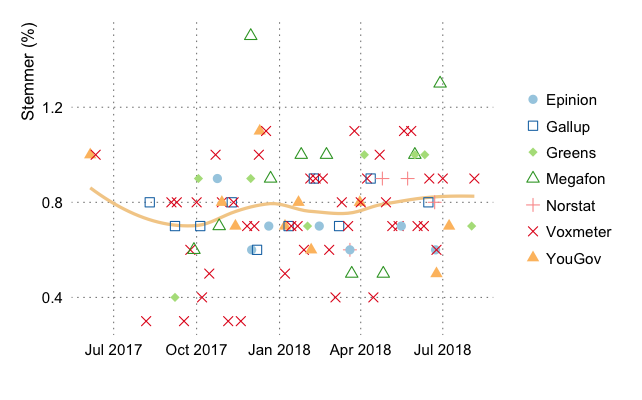 Stemmer (%)
1.2
0.8
0.4
Jul 2017 Oct 2017 Jan 2018 Apr 2018 Jul 2018
Epinion
Gallup
Greens
Megafon
Norstat
Voxmeter
YouGov